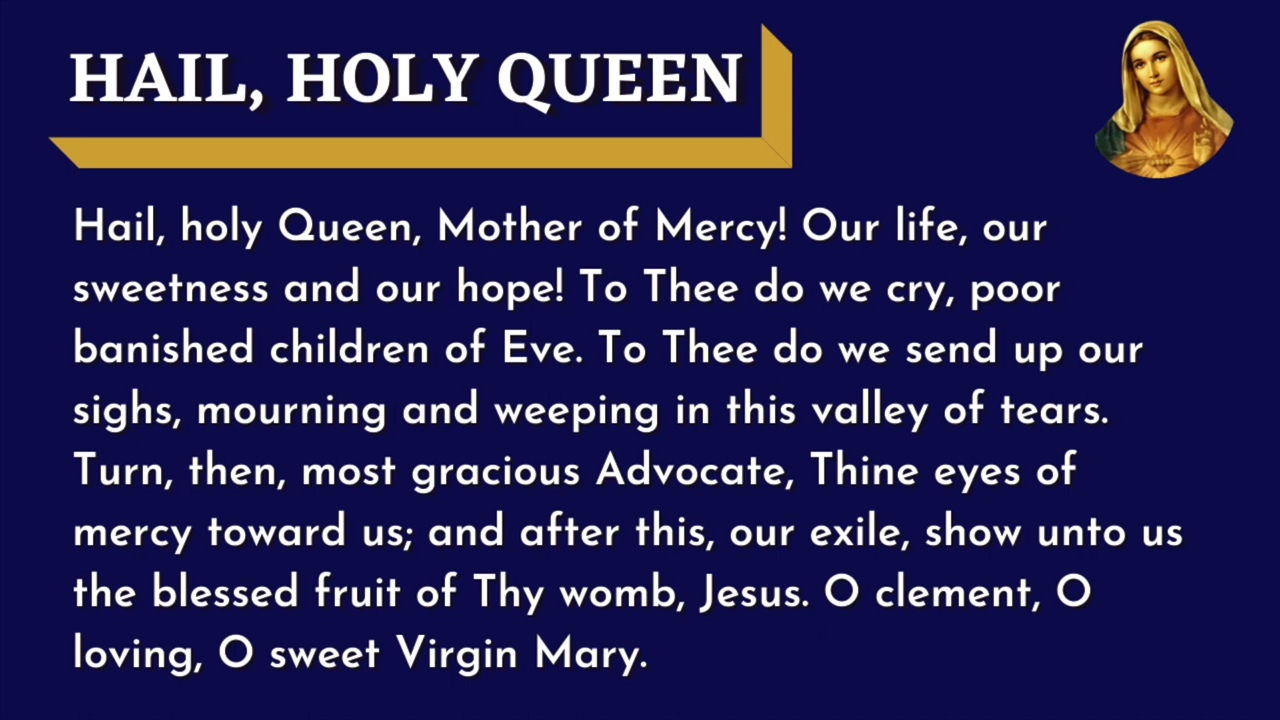 HAIL, HOLY QUEEN
Hail, holy Queen, Mother of Mercy! Our life, our
sweetness and our hope! To Thee do we cry, poor
banished children of Eve. To Thee do we send up our
sighs, mourning and weeping in this valley of tears.
Turn, then, most gracious Advocate, Thine eyes of
mercy toward us; and after this, our exile, show unto us
the blessed fruit of Thy womb, Jesus. O clement, O
loving, O sweet Virgin Mary.